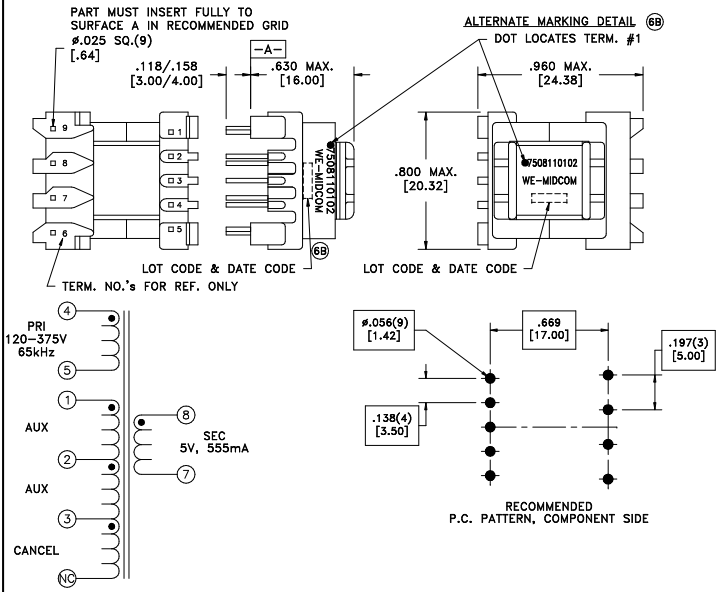 PART MUST INSERT FULLY TO
SURFACE A IN RECOMMENDED GRID
ø.025 SQ.(9)
[.64]
.118/.158
[3.00/4.00]
-A-
.630 MAX.
[16.00]
ALTERNATE MARKING DETAIL 6B
DOT LOCATES TERM. #1
.960 MAX.
[24.38]
9
8
7
6
1
2
3
4
5
7508110102
WE-MIDCOM
.800 MAX.
[20.32]
7508110102
WE-MIDCOM
6B
LOT CODE & DATE CODE
LOT CODE & DATE CODE
TERM. NO.'s FOR REF. ONLY
4
PRI
120-375V
65kHz
5
1
AUX
2
AUX
3
CANCEL
NC
8
SEC
5V, 555mA
7
ø.056(9)
[1.42]
.669
[17.00]
.197(3)
[5.00]
.138(4)
[3.50]
RECOMMENDED
P.C. PATTERN, COMPONENT SIDE